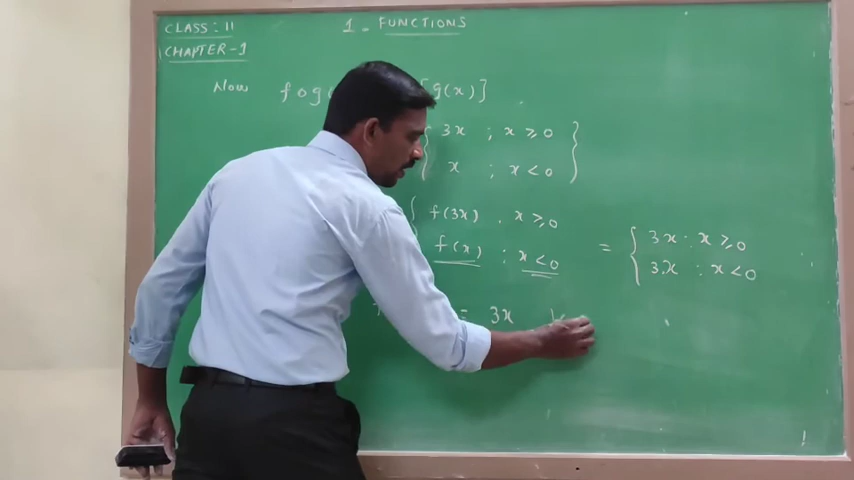 CLASS: 11
1 - FUNCTIONS
CHAPTER-1
Now fog [g(x)]
3x ; x ≥ 0
x ; x < 0
f(3x) , x ≥ 0
f(x) ; x < 0
= { 3x : x ≥ 0
3x : x < 0
= 3x